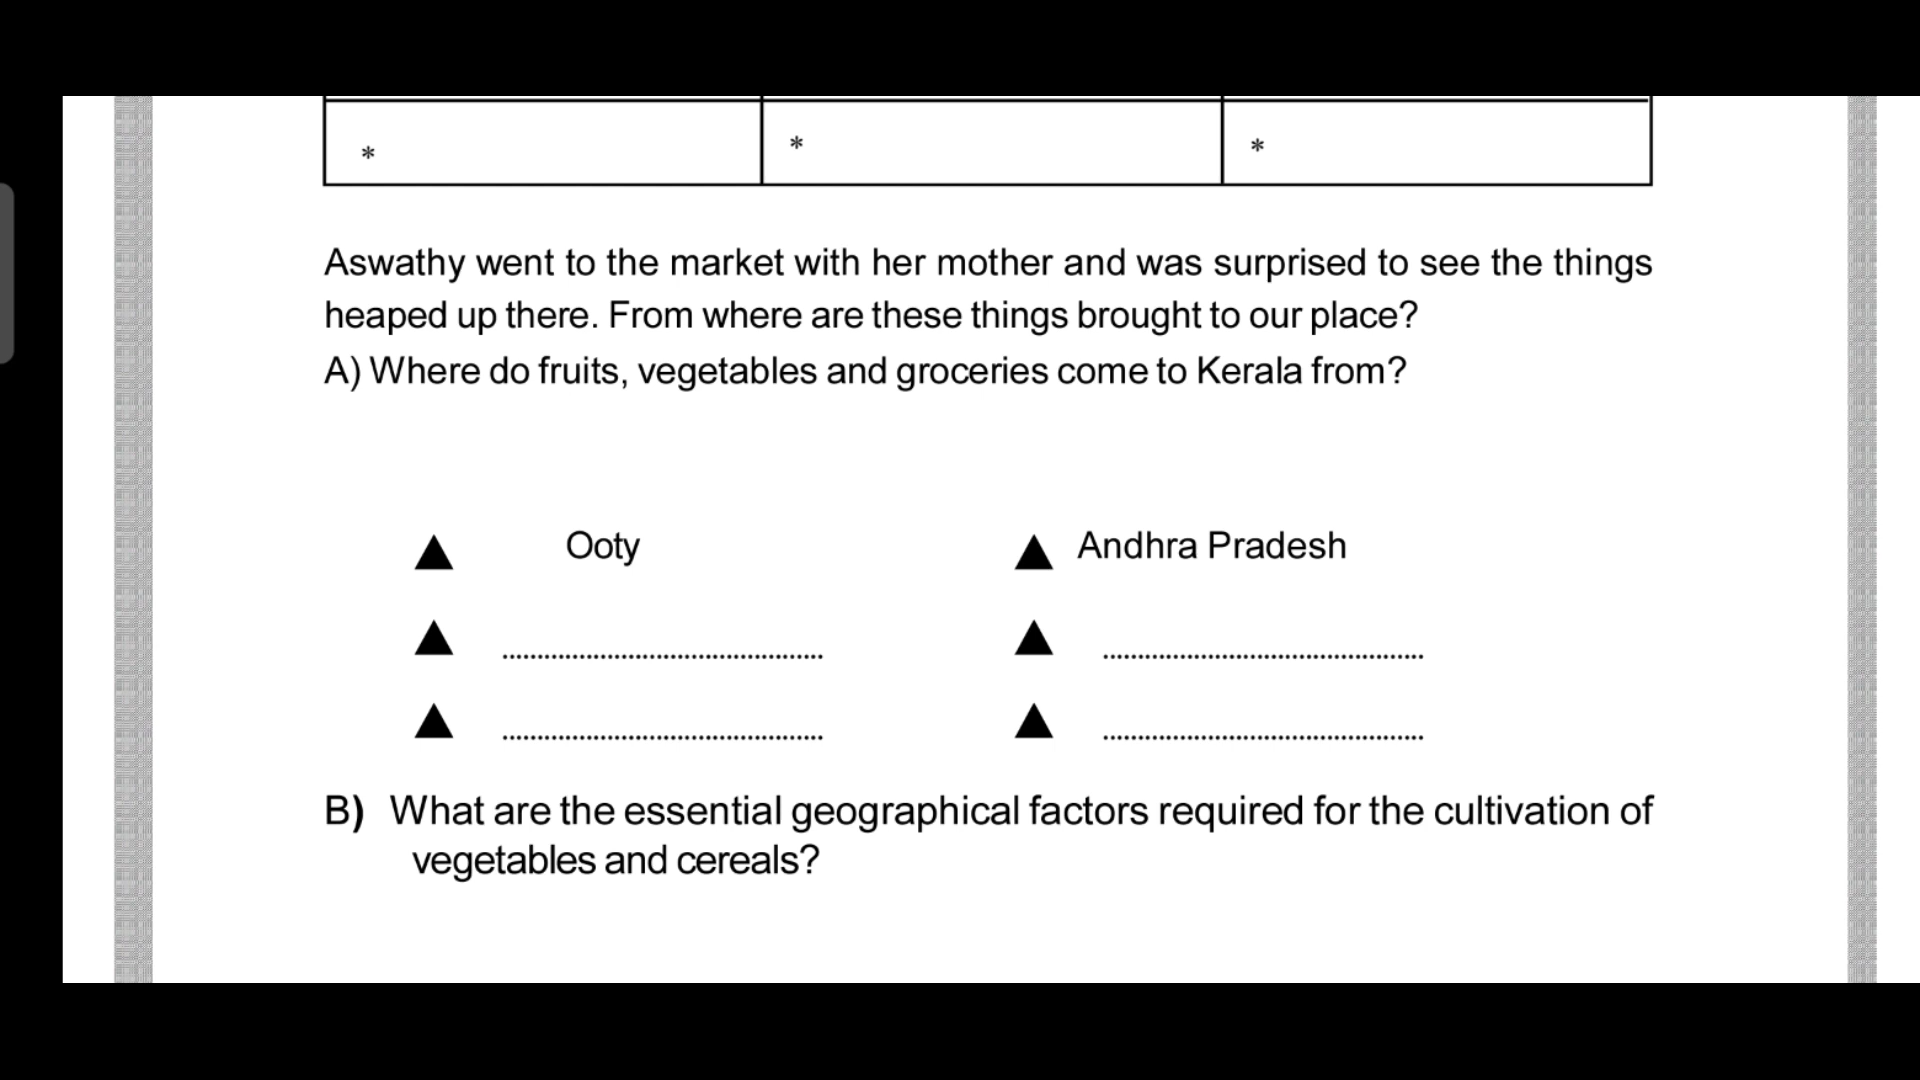 * * *
Aswathy went to the market with her mother and was surprised to see the things
heaped up there. From where are these things brought to our place?
A) Where do fruits, vegetables and groceries come to Kerala from?
▲ Ooty ▲ Andhra Pradesh
▲ .............................................. ▲ ..............................................
▲ .............................................. ▲ ..............................................
B) What are the essential geographical factors required for the cultivation of
vegetables and cereals?